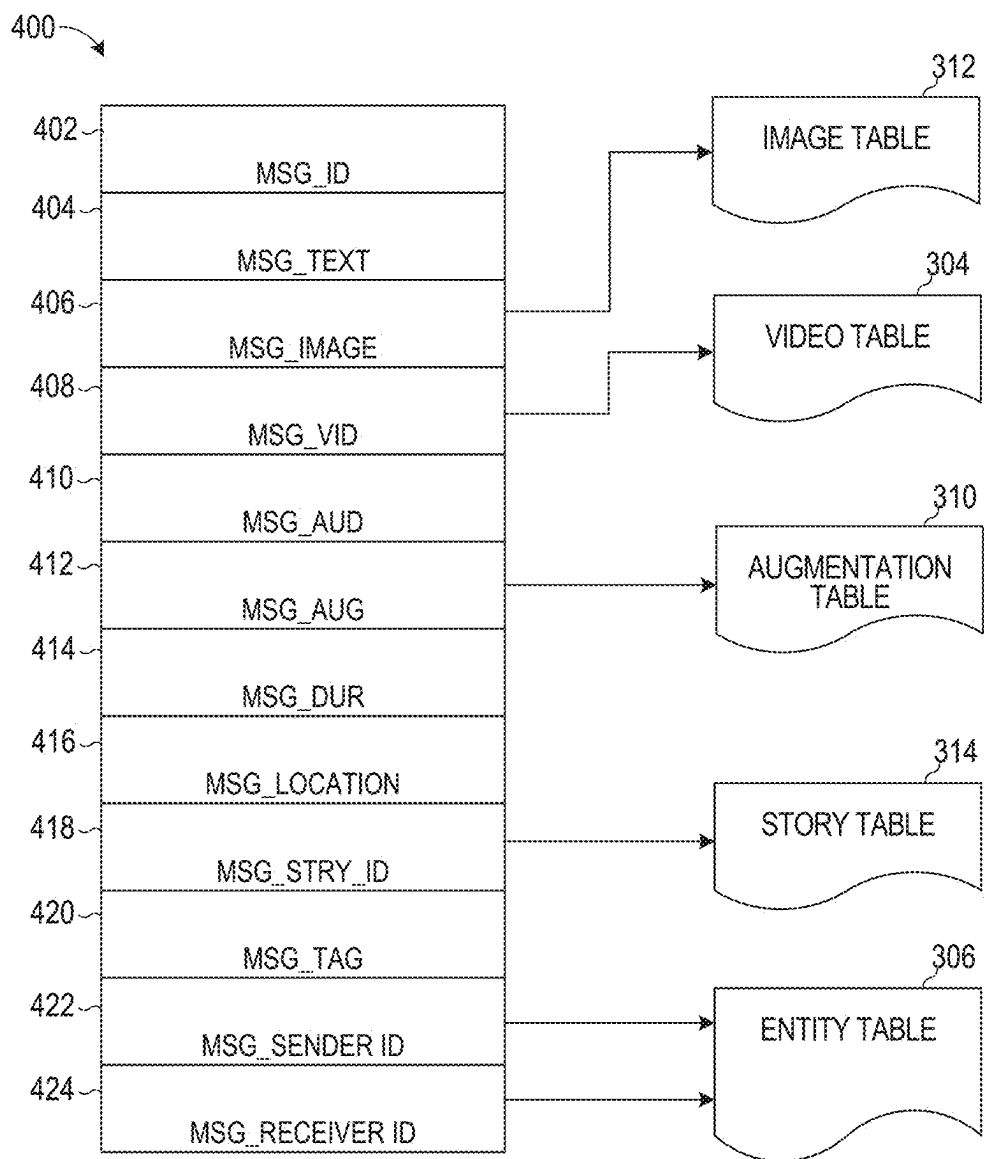 400
402
MSG_ID
404
MSG_TEXT
406
MSG_IMAGE
408
MSG_VID
410
MSG_AUD
412
MSG_AUG
414
MSG_DUR
416
MSG_LOCATION
418
MSG_STRY_ID
420
MSG_TAG
422
MSG_SENDER ID
424
MSG_RECEIVER ID
312
IMAGE TABLE
304
VIDEO TABLE
310
AUGMENTATION
TABLE
314
STORY TABLE
306
ENTITY TABLE